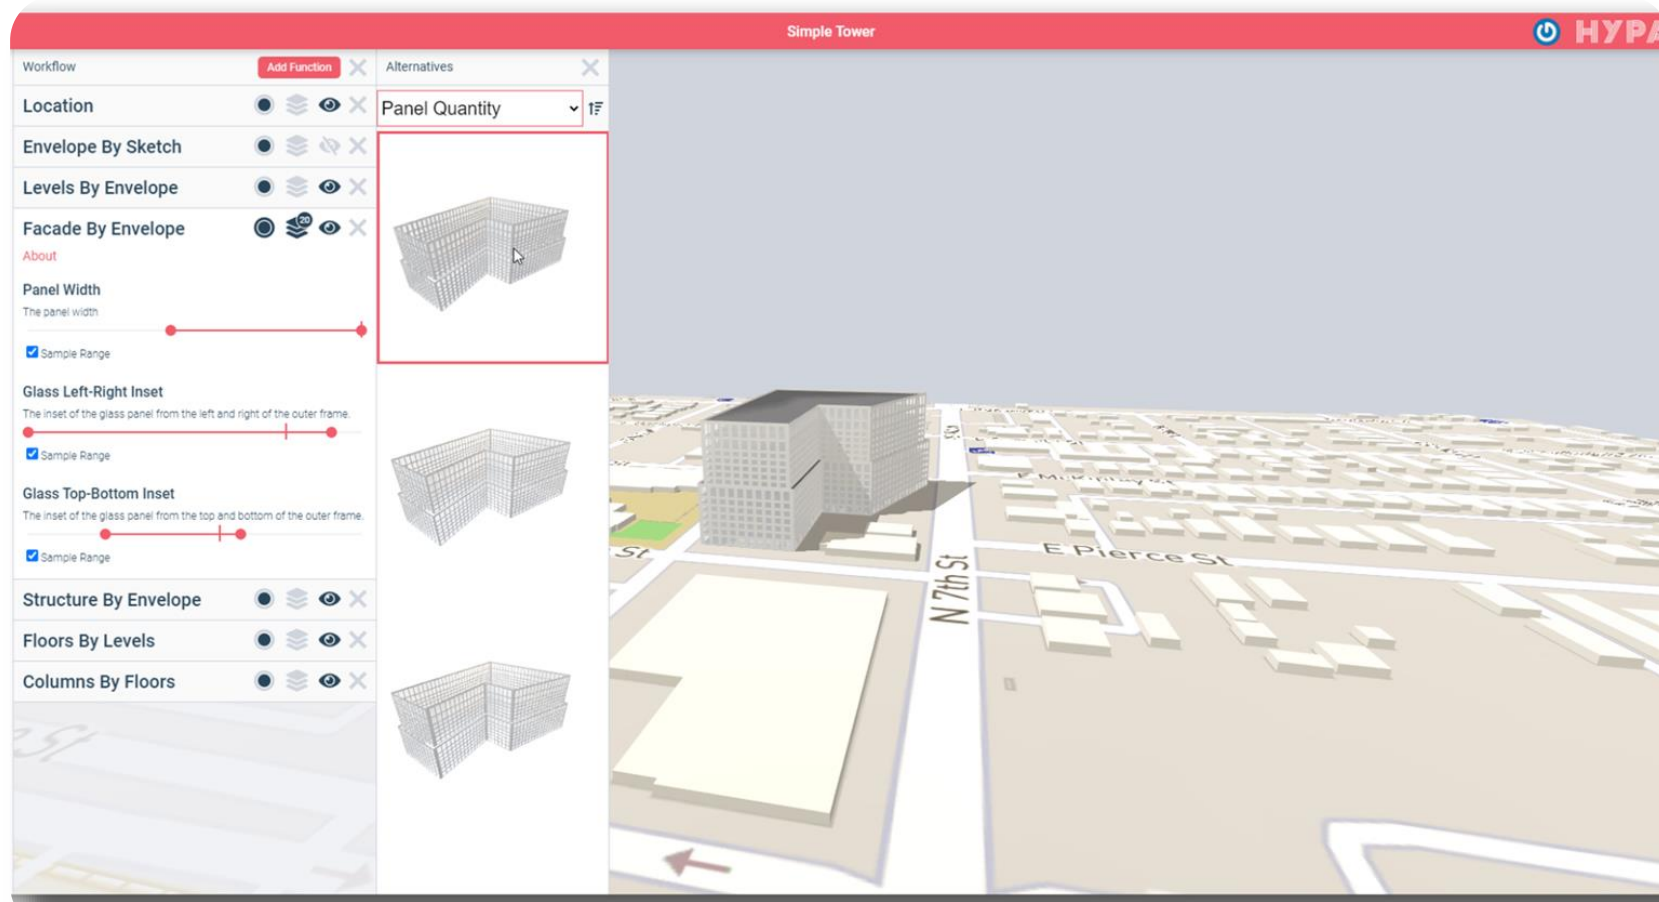 Simple Tower
HYPA
Workflow
Add Function
Alternatives
Location
Panel Quantity
Envelope By Sketch
Levels By Envelope
Facade By Envelope
20
About
Panel Width
The panel width
Sample Range
Glass Left-Right Inset
The inset of the glass panel from the left and right of the outer frame.
Sample Range
Glass Top-Bottom Inset
The inset of the glass panel from the top and bottom of the outer frame.
Sample Range
Structure By Envelope
Floors By Levels
Columns By Floors
St
E Pierce St
N 7th St